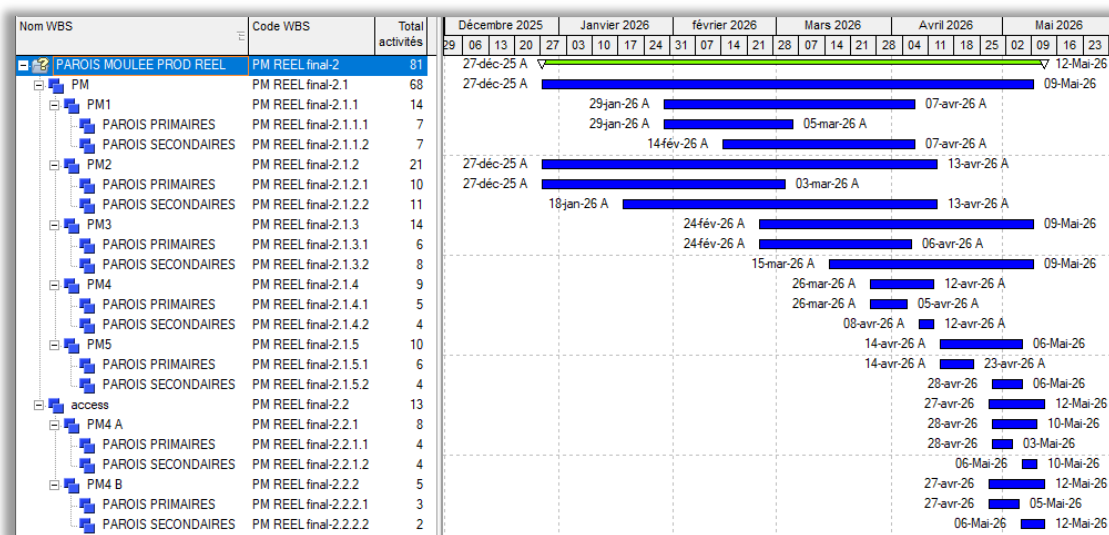 Nom WBS Code WBS Total activités Décembre 2025 Janvier 2026 février 2026 Mars 2026 Avril 2026 Mai 2026
29 06 13 20 27 03 10 17 24 31 07 14 21 28 07 14 21 28 04 11 18 25 02 09 16 23
PAROIS MOULEE PROD REEL PM REEL final-2 81 27-déc-25 A 12-Mai-26
PM PM REEL final-2.1 68 27-déc-25 A 09-Mai-26
PM1 PM REEL final-2.1.1 14 29-jan-26 A 07-avr-26 A
PAROIS PRIMAIRES PM REEL final-2.1.1.1 7 29-jan-26 A 05-mar-26 A
PAROIS SECONDAIRES PM REEL final-2.1.1.2 7 14-fév-26 A 07-avr-26 A
PM2 PM REEL final-2.1.2 21 27-déc-25 A 13-avr-26 A
PAROIS PRIMAIRES PM REEL final-2.1.2.1 10 27-déc-25 A 03-mar-26 A
PAROIS SECONDAIRES PM REEL final-2.1.2.2 11 18-jan-26 A 13-avr-26 A
PM3 PM REEL final-2.1.3 14 24-fév-26 A 09-Mai-26
PAROIS PRIMAIRES PM REEL final-2.1.3.1 6 24-fév-26 A 06-avr-26 A
PAROIS SECONDAIRES PM REEL final-2.1.3.2 8 15-mar-26 A 09-Mai-26
PM4 PM REEL final-2.1.4 9 26-mar-26 A 12-avr-26 A
PAROIS PRIMAIRES PM REEL final-2.1.4.1 5 26-mar-26 A 05-avr-26 A
PAROIS SECONDAIRES PM REEL final-2.1.4.2 4 08-avr-26 A 12-avr-26 A
PM5 PM REEL final-2.1.5 10 14-avr-26 A 06-Mai-26
PAROIS PRIMAIRES PM REEL final-2.1.5.1 6 14-avr-26 A 23-avr-26 A
PAROIS SECONDAIRES PM REEL final-2.1.5.2 4 28-avr-26 06-Mai-26
access PM REEL final-2.2 13 27-avr-26 12-Mai-26
PM4 A PM REEL final-2.2.1 8 28-avr-26 10-Mai-26
PAROIS PRIMAIRES PM REEL final-2.2.1.1 4 28-avr-26 03-Mai-26
PAROIS SECONDAIRES PM REEL final-2.2.1.2 4 06-Mai-26 10-Mai-26
PM4 B PM REEL final-2.2.2 5 27-avr-26 12-Mai-26
PAROIS PRIMAIRES PM REEL final-2.2.2.1 3 27-avr-26 05-Mai-26
PAROIS SECONDAIRES PM REEL final-2.2.2.2 2 06-Mai-26 12-Mai-26